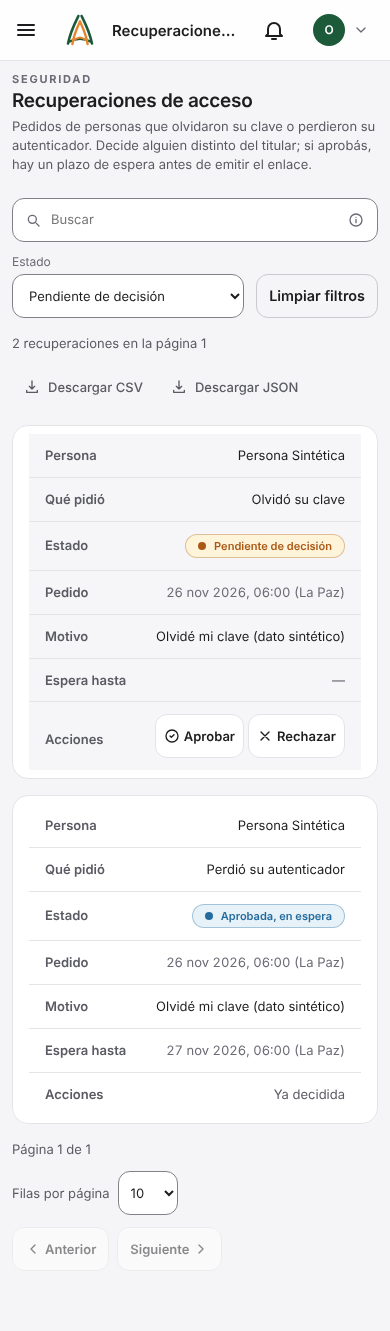 Recuperacione...
O
SEGURIDAD
Recuperaciones de acceso
Pedidos de personas que olvidaron su clave o perdieron su
autenticador. Decide alguien distinto del titular; si aprobás,
hay un plazo de espera antes de emitir el enlace.
Buscar
Estado
Pendiente de decisión
Limpiar filtros
2 recuperaciones en la página 1
Descargar CSV Descargar JSON
Persona Persona Sintética
Qué pidió Olvidó su clave
Estado Pendiente de decisión
Pedido 26 nov 2026, 06:00 (La Paz)
Motivo Olvidé mi clave (dato sintético)
Espera hasta —
Acciones Aprobar Rechazar
Persona Persona Sintética
Qué pidió Perdió su autenticador
Estado Aprobada, en espera
Pedido 26 nov 2026, 06:00 (La Paz)
Motivo Olvidé mi clave (dato sintético)
Espera hasta 27 nov 2026, 06:00 (La Paz)
Acciones Ya decidida
Página 1 de 1
Filas por página 10
Anterior Siguiente